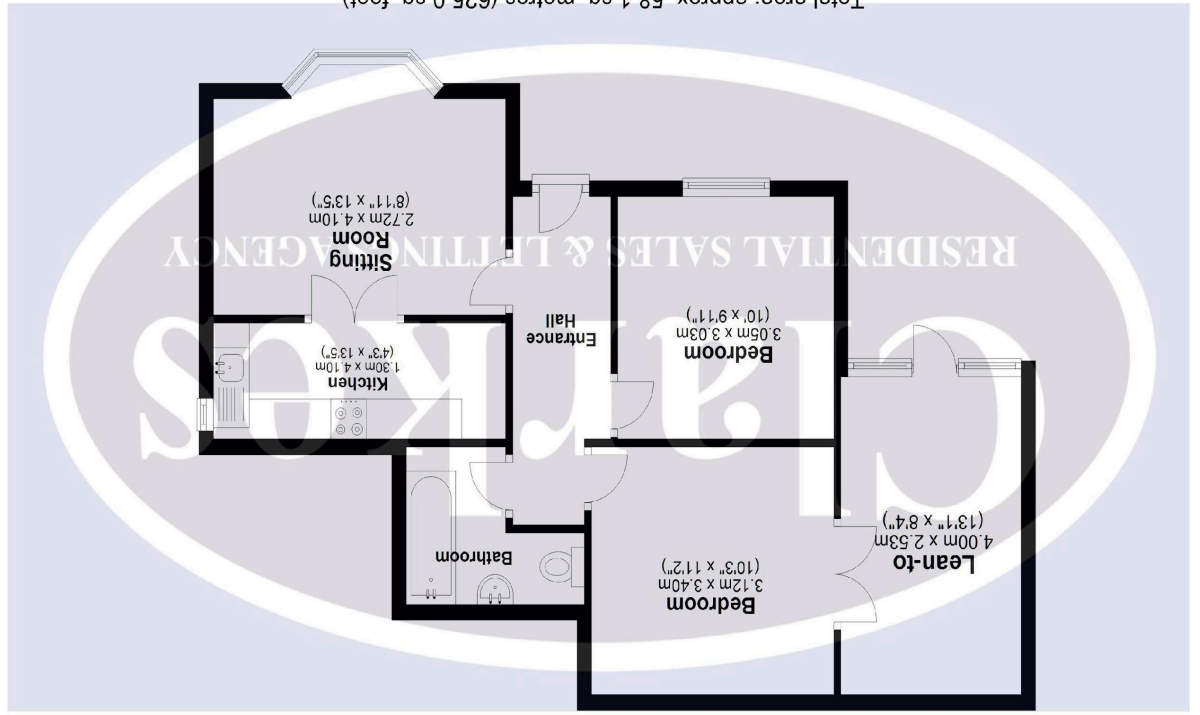 Lean-to
4.00m x 2.53m
(13'1" x 8'4")
Bedroom
3.12m x 3.40m
(10'3" x 11'2")
Bathroom
Bedroom
3.05m x 3.03m
(10' x 9'11")
Entrance
Hall
Kitchen
1.30m x 4.10m
(4'3" x 13'5")
Sitting
Room
2.72m x 4.10m
(8'11" x 13'5")
Clarkes
RESIDENTIAL SALES & LETTINGS AGENCY
Total area: approx. 58.1 sq. metres (625.0 sq. feet)